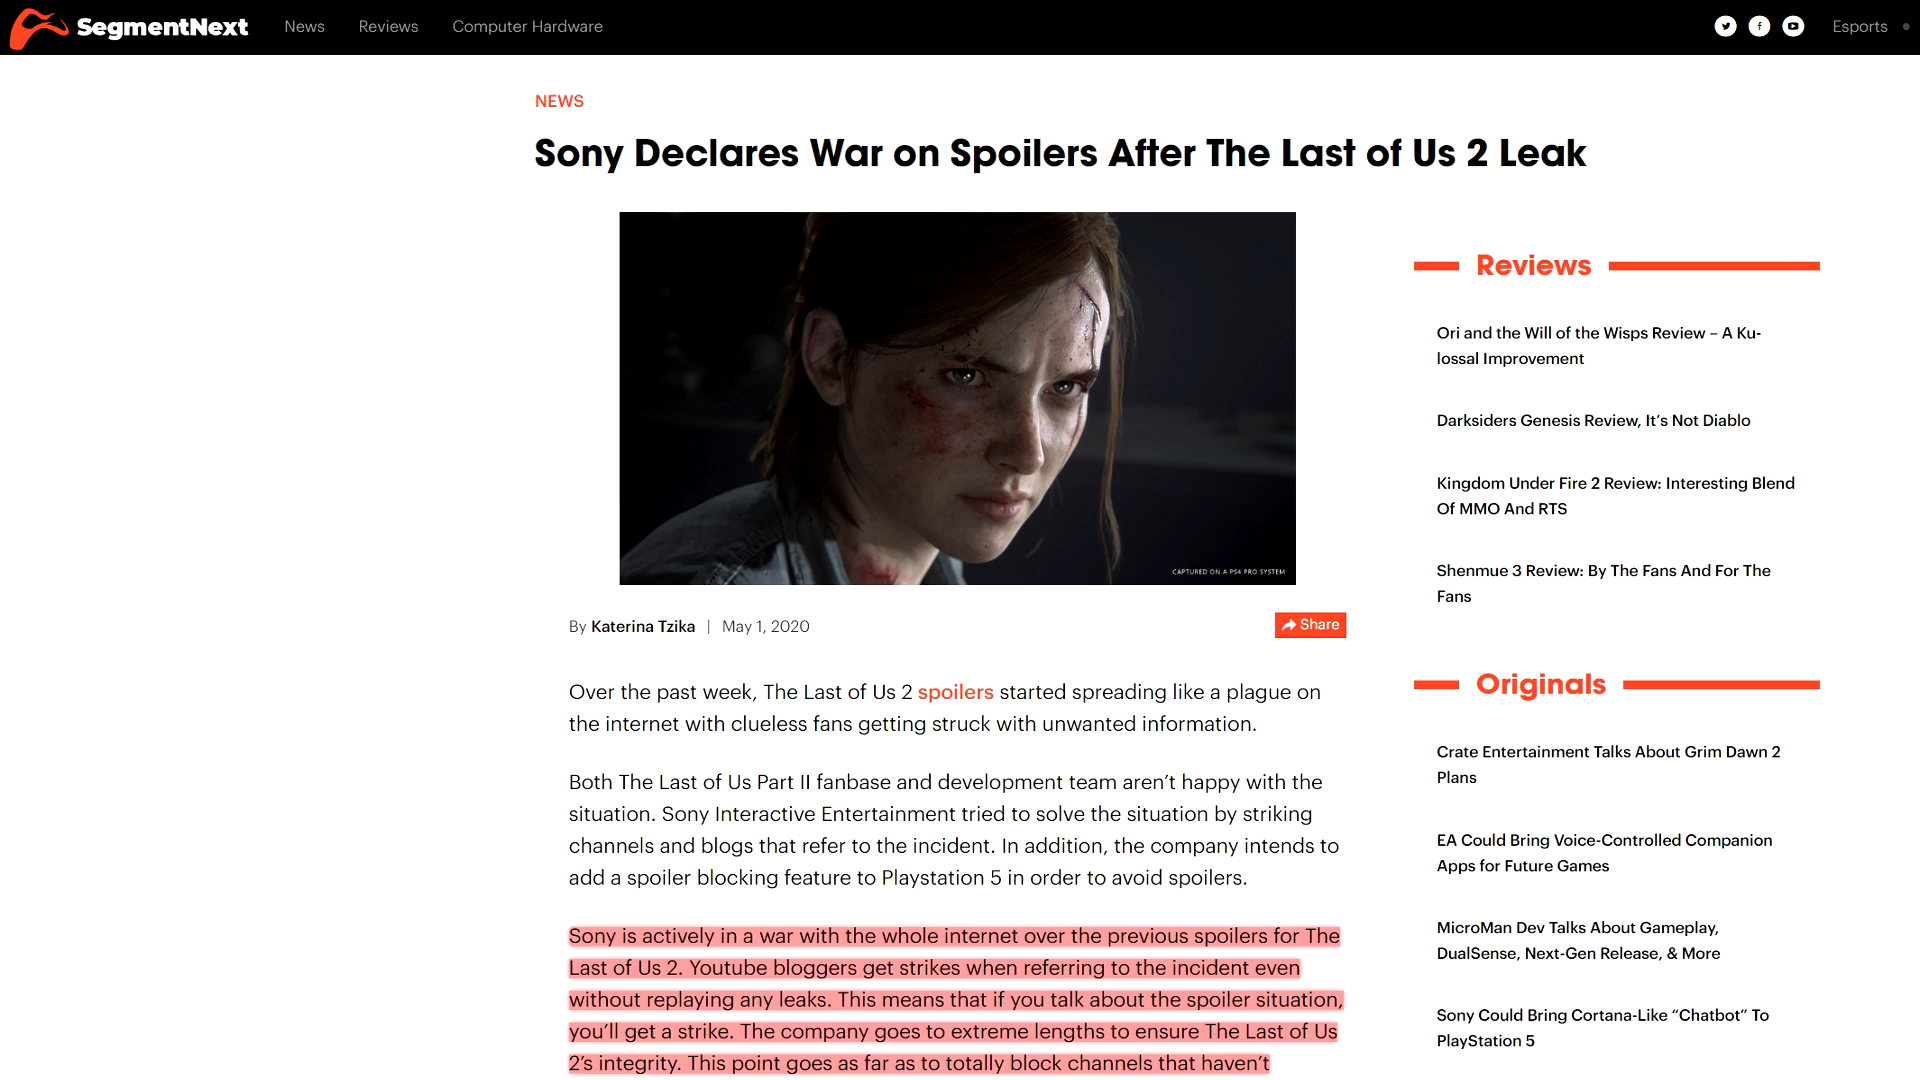 SegmentNext
News
Reviews
Computer Hardware
Esports
NEWS
Sony Declares War on Spoilers After The Last of Us 2 Leak
CAPTURED ON A PS4 PRO SYSTEM
By Katerina Tzika | May 1, 2020
Share
Over the past week, The Last of Us 2 spoilers started spreading like a plague on
the internet with clueless fans getting struck with unwanted information.
Both The Last of Us Part II fanbase and development team aren’t happy with the
situation. Sony Interactive Entertainment tried to solve the situation by striking
channels and blogs that refer to the incident. In addition, the company intends to
add a spoiler blocking feature to Playstation 5 in order to avoid spoilers.
Sony is actively in a war with the whole internet over the previous spoilers for The
Last of Us 2. Youtube bloggers get strikes when referring to the incident even
without replaying any leaks. This means that if you talk about the spoiler situation,
you’ll get a strike. The company goes to extreme lengths to ensure The Last of Us
2’s integrity. This point goes as far as to totally block channels that haven’t
Reviews
Ori and the Will of the Wisps Review – A Ku-
lossal Improvement
Darksiders Genesis Review, It’s Not Diablo
Kingdom Under Fire 2 Review: Interesting Blend
Of MMO And RTS
Shenmue 3 Review: By The Fans And For The
Fans
Originals
Crate Entertainment Talks About Grim Dawn 2
Plans
EA Could Bring Voice-Controlled Companion
Apps for Future Games
MicroMan Dev Talks About Gameplay,
DualSense, Next-Gen Release, & More
Sony Could Bring Cortana-Like “Chatbot” To
PlayStation 5